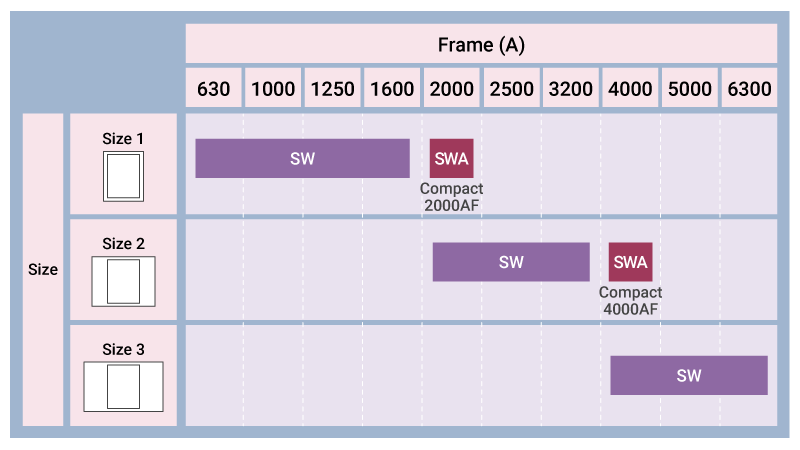 Frame (A)
630 1000 1250 1600 2000 2500 3200 4000 5000 6300
Size
Size 1
SW
SWA
Compact
2000AF
Size 2
SW
SWA
Compact
4000AF
Size 3
SW